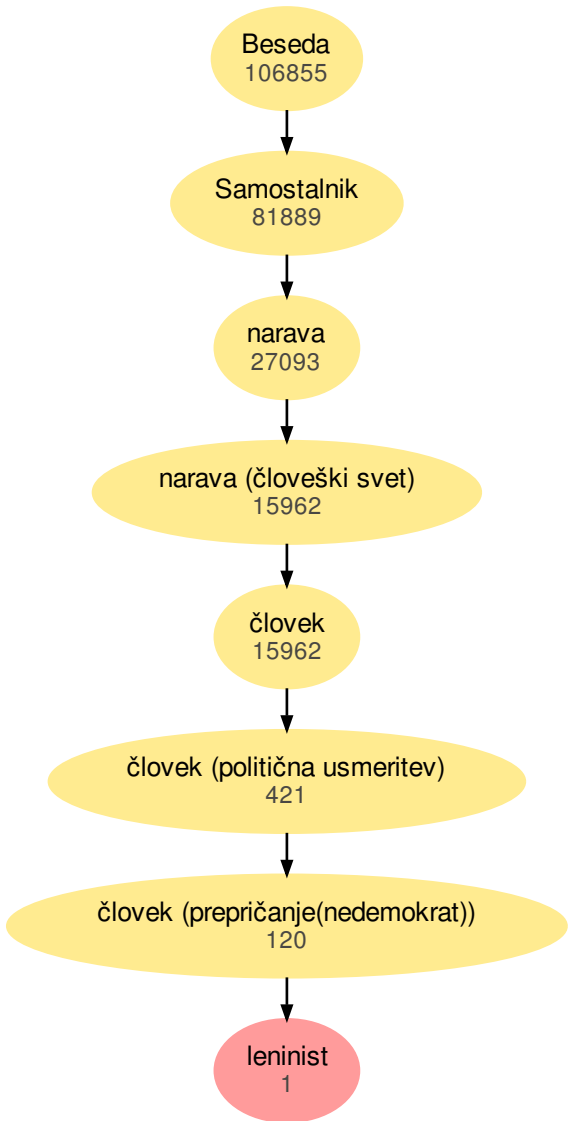 Beseda
106855
Samostalnik
81889
narava
27093
narava (človeški svet)
15962
človek
15962
človek (politična usmeritev)
421
človek (prepričanje(nedemokrat))
120
leninist
1